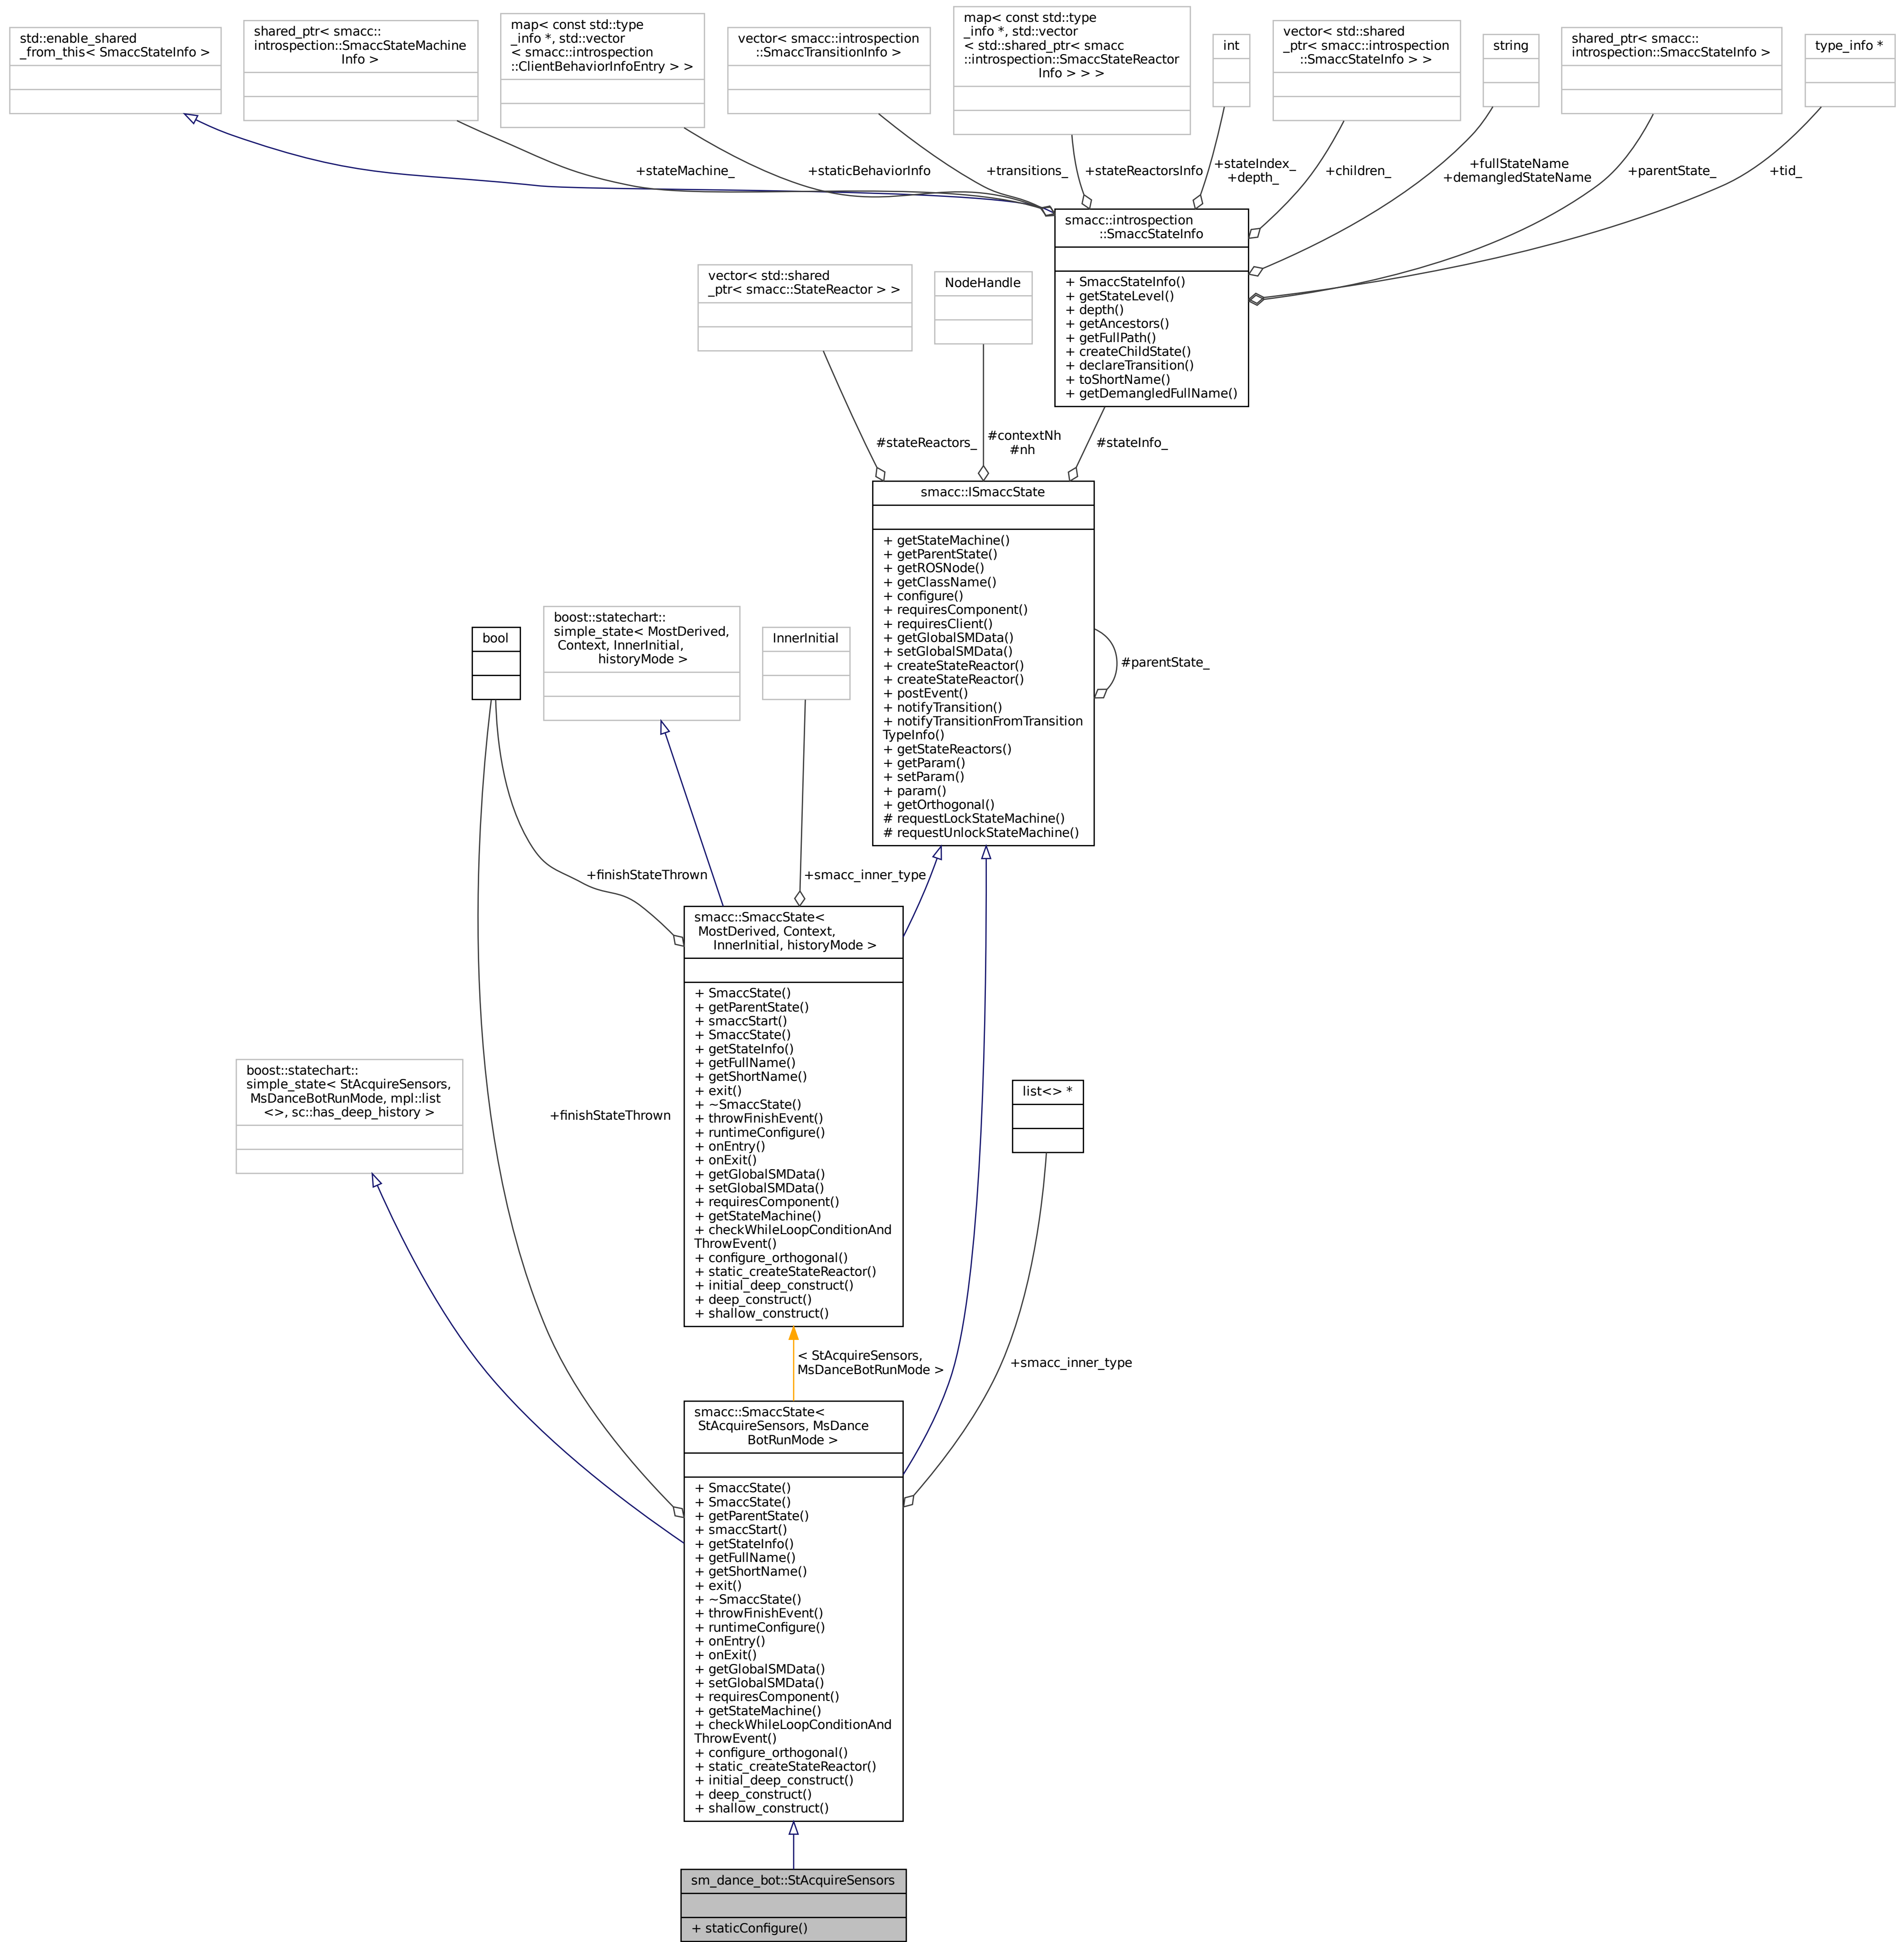 std::enable_shared
_from_this< SmaccStateInfo >
shared_ptr< smacc::
introspection::SmaccStateMachine
Info >
map< const std::type
_info *, std::vector
< smacc::introspection
::ClientBehaviorInfoEntry > >
vector< smacc::introspection
::SmaccTransitionInfo >
map< const std::type
_info *, std::vector
< std::shared_ptr< smacc
::introspection::SmaccStateReactor
Info > > >
int
vector< std::shared
_ptr< smacc::introspection
::SmaccStateInfo > >
string
shared_ptr< smacc::
introspection::SmaccStateInfo >
type_info *
+stateMachine_
+staticBehaviorInfo
+transitions_
+stateReactorsInfo
+stateIndex_
+depth_
+children_
+fullStateName
+demangledStateName
+parentState_
+tid_
smacc::introspection
::SmaccStateInfo
+ SmaccStateInfo()
+ getStateLevel()
+ depth()
+ getAncestors()
+ getFullPath()
+ createChildState()
+ declareTransition()
+ toShortName()
+ getDemangledFullName()
vector< std::shared
_ptr< smacc::StateReactor > >
NodeHandle
#stateReactors_
#contextNh
#nh
#stateInfo_
smacc::ISmaccState
+ getStateMachine()
+ getParentState()
+ getROSNode()
+ getClassName()
+ configure()
+ requiresComponent()
+ requiresClient()
+ getGlobalSMData()
+ setGlobalSMData()
+ createStateReactor()
+ createStateReactor()
+ postEvent()
+ notifyTransition()
+ notifyTransitionFromTransition
TypeInfo()
+ getStateReactors()
+ getParam()
+ setParam()
+ param()
+ getOrthogonal()
# requestLockStateMachine()
# requestUnlockStateMachine()
#parentState_
bool
boost::statechart::
simple_state< MostDerived,
Context, InnerInitial,
historyMode >
InnerInitial
+finishStateThrown
+smacc_inner_type
smacc::SmaccState<
MostDerived, Context,
InnerInitial, historyMode >
+ SmaccState()
+ getParentState()
+ smaccStart()
+ SmaccState()
+ getStateInfo()
+ getFullName()
+ getShortName()
+ exit()
+ ~SmaccState()
+ throwFinishEvent()
+ runtimeConfigure()
+ onEntry()
+ onExit()
+ getGlobalSMData()
+ setGlobalSMData()
+ requiresComponent()
+ getStateMachine()
+ checkWhileLoopConditionAnd
ThrowEvent()
+ configure_orthogonal()
+ static_createStateReactor()
+ initial_deep_construct()
+ deep_construct()
+ shallow_construct()
boost::statechart::
simple_state< StAcquireSensors,
MsDanceBotRunMode, mpl::list
<>, sc::has_deep_history >
+finishStateThrown
list<> *
< StAcquireSensors,
MsDanceBotRunMode >
+smacc_inner_type
smacc::SmaccState<
StAcquireSensors, MsDance
BotRunMode >
+ SmaccState()
+ SmaccState()
+ getParentState()
+ smaccStart()
+ getStateInfo()
+ getFullName()
+ getShortName()
+ exit()
+ ~SmaccState()
+ throwFinishEvent()
+ runtimeConfigure()
+ onEntry()
+ onExit()
+ getGlobalSMData()
+ setGlobalSMData()
+ requiresComponent()
+ getStateMachine()
+ checkWhileLoopConditionAnd
ThrowEvent()
+ configure_orthogonal()
+ static_createStateReactor()
+ initial_deep_construct()
+ deep_construct()
+ shallow_construct()
sm_dance_bot::StAcquireSensors
+ staticConfigure()